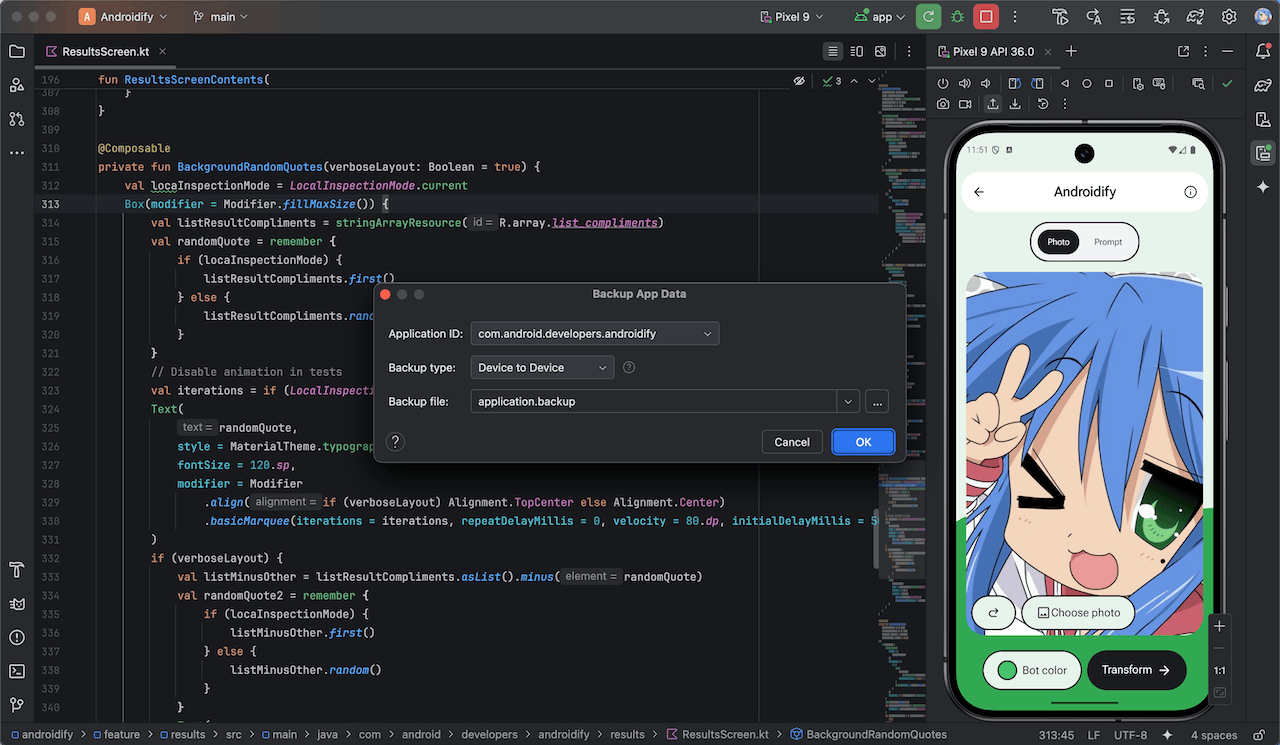 A Androidify main Pixel 9 app
ResultsScreen.kt
Pixel 9 API 36.0
196 fun ResultsScreenContents(
3
307 }
308 }
309
310 @Composable
311 private fun BackgroundRandomQuotes(verticalLayout: Boolean = true) {
312 val locaInspectionMode = LocalInspectionMode.current
313 Box(modifier = Modifier.fillMaxSize()) {
314 val listResultCompliments = stringArrayResource( id = R.array.list_compliments)
315 val randomQuote = remember {
316 if (locaInspectionMode) {
317 listResultCompliments.first()
318 } else {
319 listResultCompliments.rand
320 }
321 }
322 // Disable animation in tests
323 val iterations = if (LocalInspecti
324 Text(
325 text = randomQuote,
326 style = MaterialTheme.typograp
327 fontSize = 120.sp,
328 modifier = Modifier
329 .align( alignment = if (verticalLayout) Alignment.TopCenter else Alignment.Center)
330 .basicMarquee(iterations = iterations, repeatDelayMillis = 0, velocity = 80.dp, initialDelayMillis = 50
331 )
332 if (verticalLayout) {
333 val listMinusOther = listResultCompliments.asList().minus( element = randomQuote)
334 val randomQuote2 = remember {
335 if (locaInspectionMode) {
336 listMinusOther.first()
337 } else {
338 listMinusOther.random()
339 }
340 }
Backup App Data
Application ID: com.android.developers.androidify
Backup type: Device to Device ?
Backup file: application.backup ...
? Cancel OK
11:51
Androidify
Photo Prompt
Choose photo
Bot color Transform
1:1
androidify > feature > results > src > main > java > com > android > developers > androidify > results > ResultsScreen.kt > BackgroundRandomQuotes
313:45 LF UTF-8 4 spaces